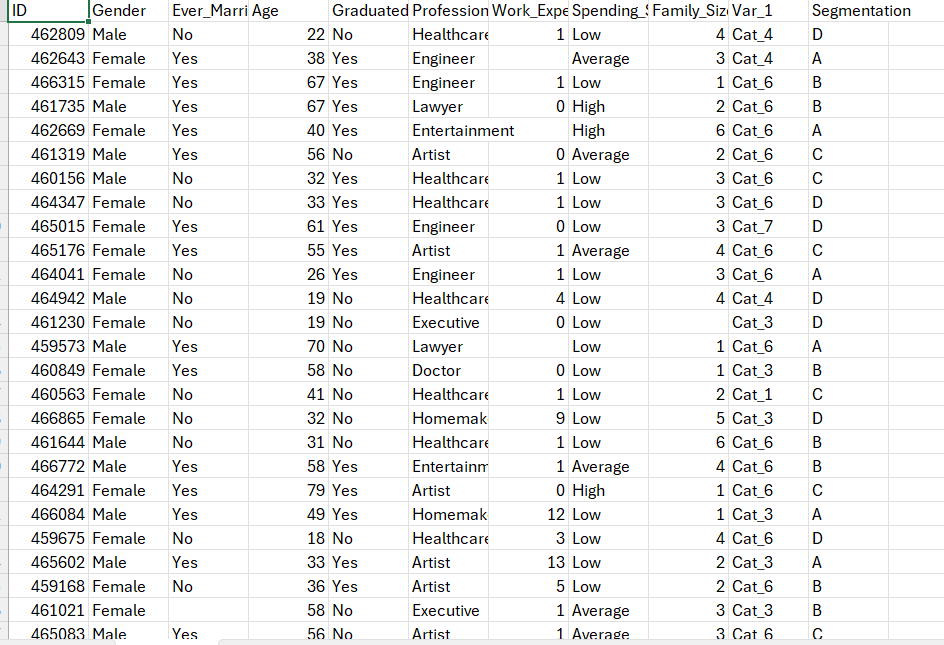 ID Gender Ever_Marri Age Graduated Profession Work_Expe Spending_S Family_Size Var_1 Segmentation
462809 Male No 22 No Healthcare 1 Low 4 Cat_4 D
462643 Female Yes 38 Yes Engineer Average 3 Cat_4 A
466315 Female Yes 67 Yes Engineer 1 Low 1 Cat_6 B
461735 Male Yes 67 Yes Lawyer 0 High 2 Cat_6 B
462669 Female Yes 40 Yes Entertainment High 6 Cat_6 A
461319 Male Yes 56 No Artist 0 Average 2 Cat_6 C
460156 Male No 32 Yes Healthcare 1 Low 3 Cat_6 C
464347 Female No 33 Yes Healthcare 1 Low 3 Cat_6 D
465015 Female Yes 61 Yes Engineer 0 Low 3 Cat_7 D
465176 Female Yes 55 Yes Artist 1 Average 4 Cat_6 C
464041 Female No 26 Yes Engineer 1 Low 3 Cat_6 A
464942 Male No 19 No Healthcare 4 Low 4 Cat_4 D
461230 Female No 19 No Executive 0 Low Cat_3 D
459573 Male Yes 70 No Lawyer Low 1 Cat_6 A
460849 Female Yes 58 No Doctor 0 Low 1 Cat_3 B
460563 Female No 41 No Healthcare 1 Low 2 Cat_1 C
466865 Female No 32 No Homemak 9 Low 5 Cat_3 D
461644 Male No 31 No Healthcare 1 Low 6 Cat_6 B
466772 Male Yes 58 Yes Entertainm 1 Average 4 Cat_6 B
464291 Female Yes 79 Yes Artist 0 High 1 Cat_6 C
466084 Male Yes 49 Yes Homemak 12 Low 1 Cat_3 A
459675 Female No 18 No Healthcare 3 Low 4 Cat_6 D
465602 Male Yes 33 Yes Artist 13 Low 2 Cat_3 A
459168 Female No 36 Yes Artist 5 Low 2 Cat_6 B
461021 Female 58 No Executive 1 Average 3 Cat_3 B
465083 Male Yes 56 No Artist 1 Average 3 Cat_6 C